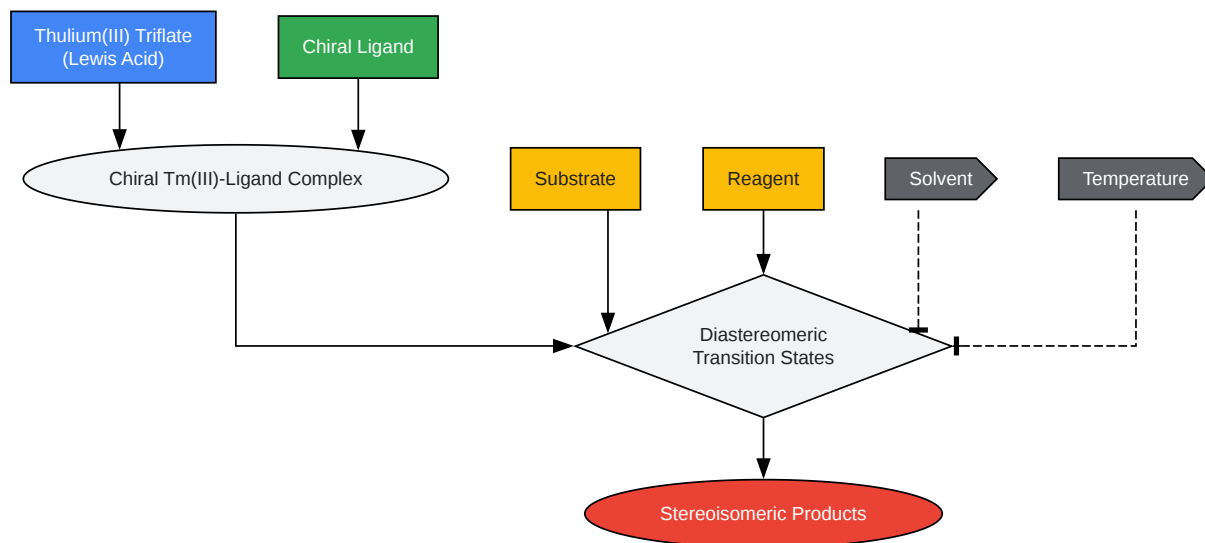 Thulium(III) Triflate
(Lewis Acid)
Chiral Ligand
Chiral Tm(III)-Ligand Complex
Substrate
Reagent
Solvent
Temperature
Diastereomeric
Transition States
Stereoisomeric Products